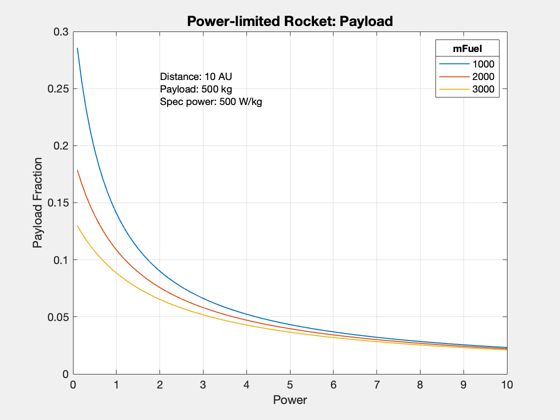 Power-limited Rocket: Payload
mFuel
1000
2000
3000
Distance: 10 AU
Payload: 500 kg
Spec power: 500 W/kg
Payload Fraction
0.3
0.25
0.2
0.15
0.1
0.05
0
0 1 2 3 4 5 6 7 8 9 10
Power